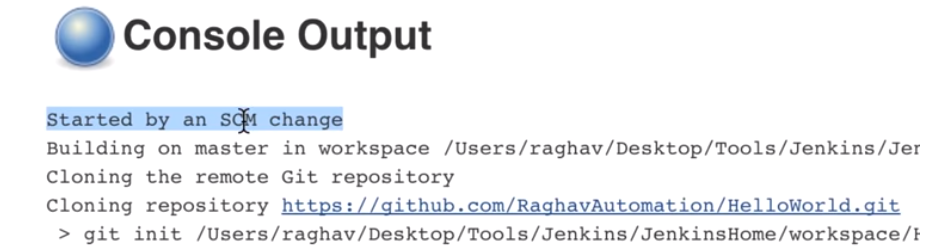 Console Output
Started by an SCM change
Building on master in workspace /Users/raghav/Desktop/Tools/Jenkins/Jen
Cloning the remote Git repository
Cloning repository https://github.com/RaghavAutomation/HelloWorld.git
> git init /Users/raghav/Desktop/Tools/Jenkins/JenkinsHome/workspace/H